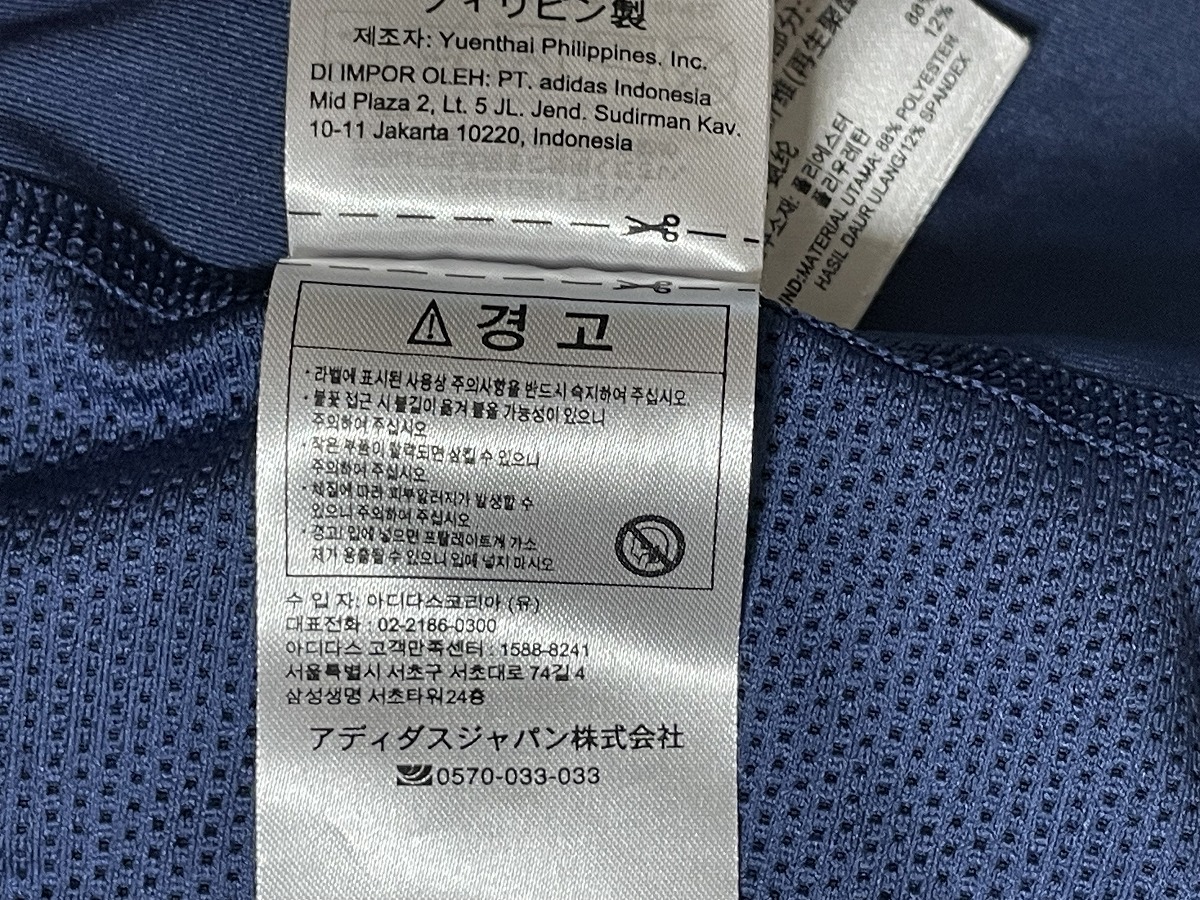 フィリピン製
제조자: Yuenthai Philippines. Inc.
DI IMPOR OLEH: PT. adidas Indonesia
Mid Plaza 2, Lt. 5 JL. Jend. Sudirman Kav.
10-11 Jakarta 10220, Indonesia
경 고
· 라벨에 표시된 사용상 주의사항을 반드시 숙지하여 주십시오.
· 불꽃 접근 시 불길이 옮겨 붙을 가능성이 있으니
주의하여 주십시오
· 작은 부품이 탈락되면 삼킬 수 있으니
주의하여 주십시오
· 체질에 따라 피부알러지가 발생할 수
있으니 주의하여 주십시오
· 경고! 입에 넣으면 프탈레이트계 가소
제가 용출될 수 있으니 입에 넣지 마시오
수 입 자: 아디다스코리아 (유)
대표전화 : 02-2186-0300
아디다스 고객만족센터 : 1588-8241
서울특별시 서초구 서초대로 74길 4
삼성생명 서초타워24층
アディダスジャパン株式会社
0570-033-033
88%
12%
(再生聚酯
폴리에스터
폴리우레탄
IND:MATERIAL UTAMA: 88% POLYESTER
HASIL DAUR ULANG/12% SPANDEX